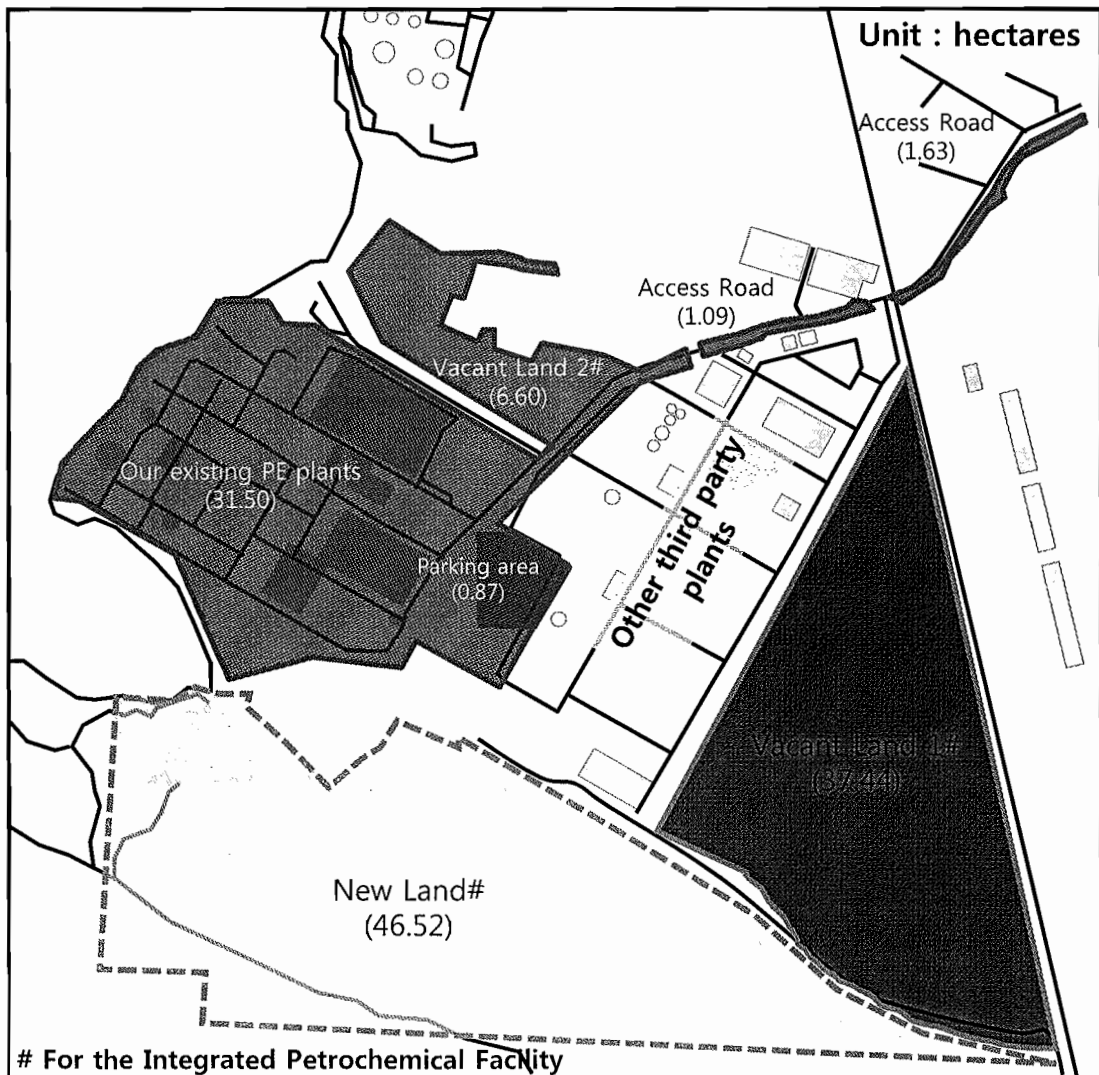 Unit : hectares
Access Road
(1.63)
Access Road
(1.09)
Vacant Land 2#
(6.60)
Our existing PE plants
(31.50)
Parking area
(0.87)
Other third party
plants
Vacant Land 1#
(37.44)
New Land#
(46.52)
# For the Integrated Petrochemical Facility